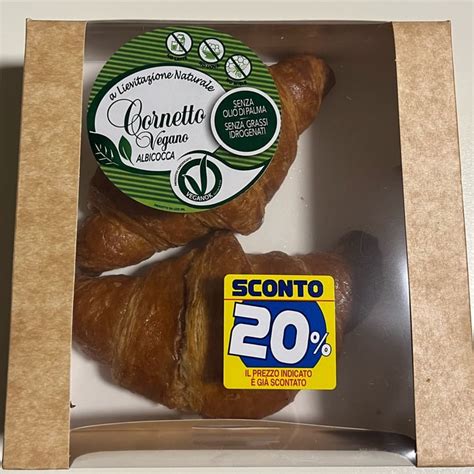 a Lievitazione Naturale
Cornetto
Vegano
ALBICOCCA
SENZA
OLIO DI PALMA
SENZA GRASSI
IDROGENATI
VEGANOK
SCONTO
20%
IL PREZZO INDICATO
È GIÀ SCONTATO